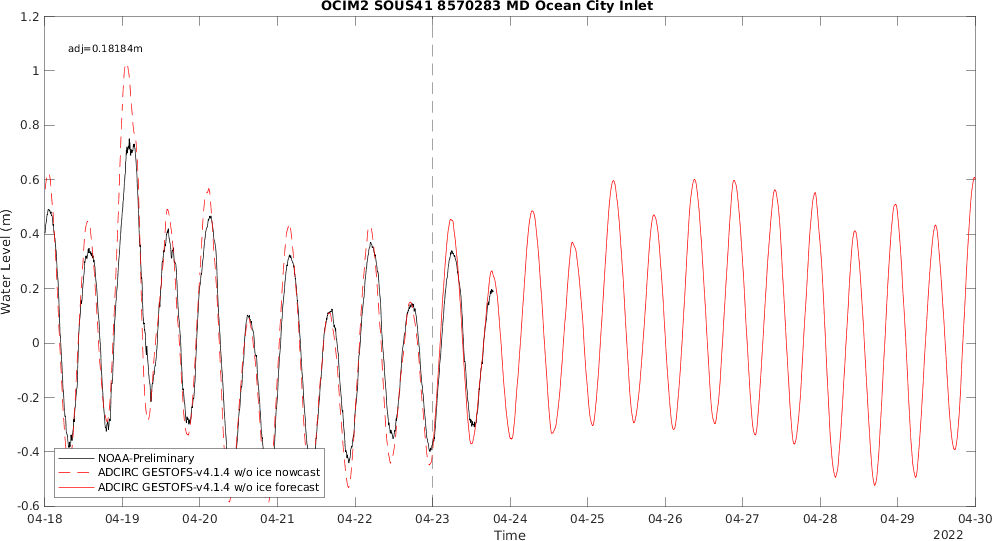 OCIM2 SOUS41 8570283 MD Ocean City Inlet
adj=0.18184m
1.2
1
0.8
0.6
0.4
0.2
0
-0.2
-0.4
-0.6
Water Level (m)
NOAA-Preliminary
ADCIRC GESTOFS-v4.1.4 w/o ice nowcast
ADCIRC GESTOFS-v4.1.4 w/o ice forecast
04-18 04-19 04-20 04-21 04-22 04-23 04-24 04-25 04-26 04-27 04-28 04-29 04-30
Time
2022